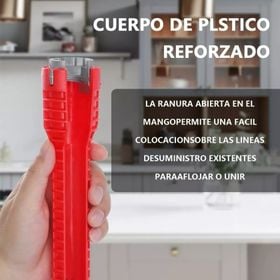 CUERPO DE PLSTICO
REFORZADO
LA RANURA ABIERTA EN EL
MANGOPERMITE UNA FACIL
COLOCACIONSOBRE LAS LINEAS
DESUMINISTRO EXISTENTES
PARAAFLOJAR O UNIR